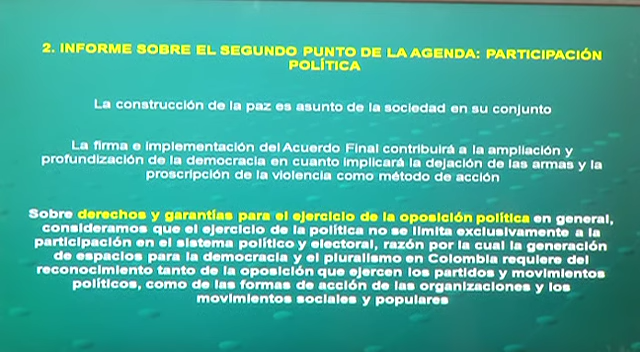 2. INFORME SOBRE EL SEGUNDO PUNTO DE LA AGENDA: PARTICIPACIÓN
POLÍTICA
La construcción de la paz es asunto de la sociedad en su conjunto
La firma e implementación del Acuerdo Final contribuirá a la ampliación y
profundización de la democracia en cuanto implicará la dejación de las armas y la
proscripción de la violencia como método de acción
Sobre derechos y garantías para el ejercicio de la oposición política en general,
consideramos que el ejercicio de la política no se limita exclusivamente a la
participación en el sistema político y electoral, razón por la cual la generación
de espacios para la democracia y el pluralismo en Colombia requiere del
reconocimiento tanto de la oposición que ejercen los partidos y movimientos
políticos, como de las formas de acción de las organizaciones y los
movimientos sociales y populares